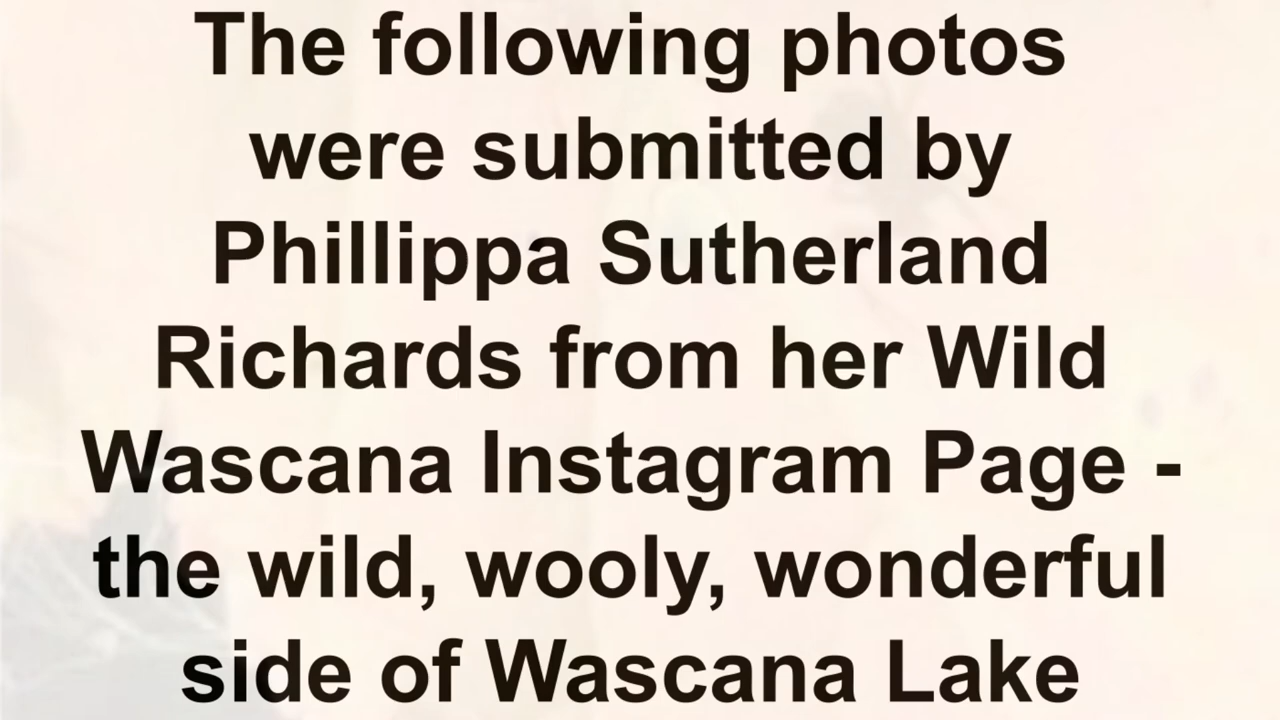 The following photos
were submitted by
Phillippa Sutherland
Richards from her Wild
Wascana Instagram Page -
the wild, wooly, wonderful
side of Wascana Lake